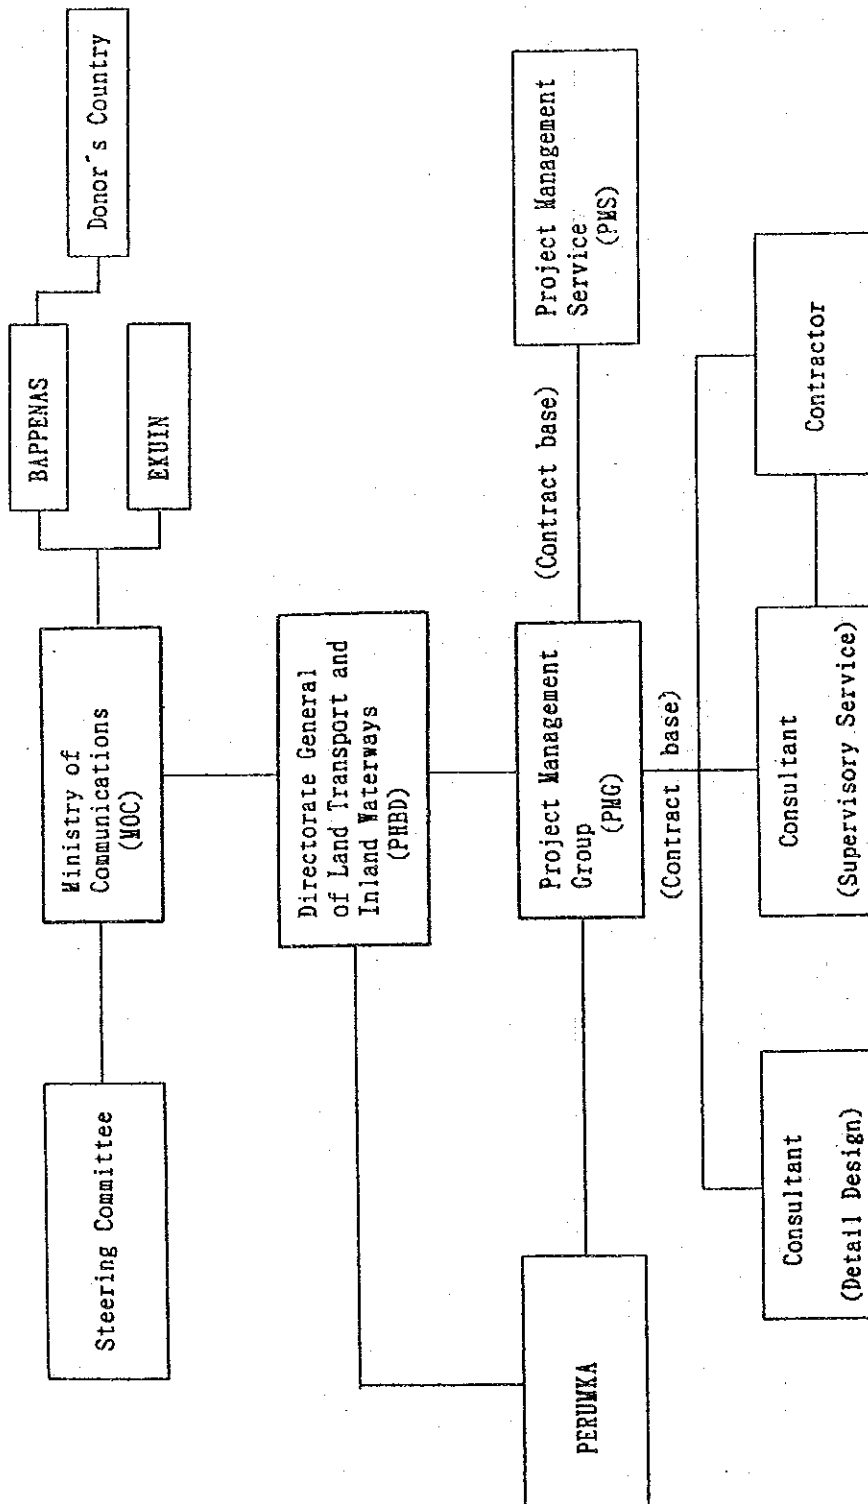 Donor's Country
BAPPENAS
EKUIN
Steering Committee
Ministry of
Communications
(MOC)
Directorate General
of Land Transport and
Inland Waterways
(PHBD)
PERUMKA
Project Management
Group
(PMG)
(Contract base)
Project Management
Service
(PMS)
(Contract base)
Consultant
(Detail Design)
Consultant
(Supervisory Service)
Contractor